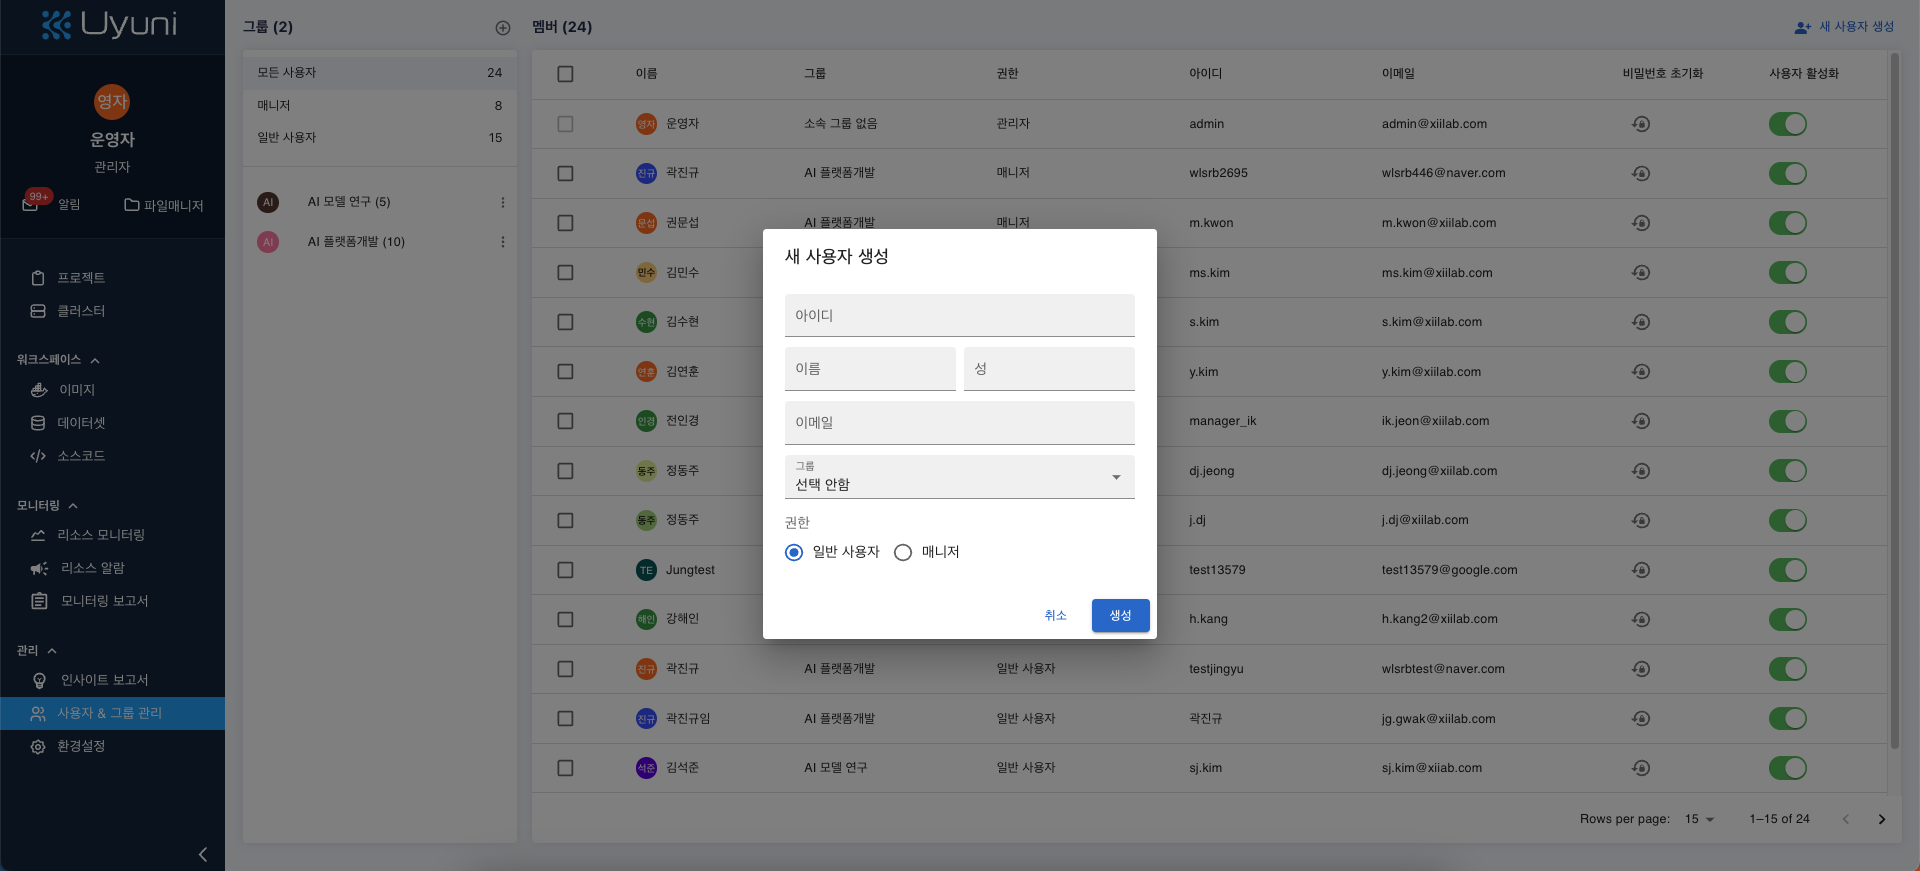 Uyuni
영자
운영자
관리자
99+
알림
파일매니저
프로젝트
클러스터
워크스페이스
이미지
데이터셋
소스코드
모니터링
리소스 모니터링
리소스 알람
모니터링 보고서
관리
인사이트 보고서
사용자 & 그룹 관리
환경설정
그룹 (2)
모든 사용자 24
매니저 8
일반 사용자 15
AI AI 모델 연구 (5)
AI AI 플랫폼개발 (10)
멤버 (24)
새 사용자 생성
이름 그룹 권한 아이디 이메일 비밀번호 초기화 사용자 활성화
영자 운영자 소속 그룹 없음 관리자 admin admin@xiilab.com
진규 곽진규 AI 플랫폼개발 매니저 wlsrb2695 wlsrb446@naver.com
문섭 권문섭 AI 플랫폼개발 매니저 m.kwon m.kwon@xiilab.com
민수 김민수 ms.kim ms.kim@xiilab.com
수현 김수현 s.kim s.kim@xiilab.com
연훈 김연훈 y.kim y.kim@xiilab.com
인경 전인경 manager_ik ik.jeon@xiilab.com
동주 정동주 dj.jeong dj.jeong@xiilab.com
동주 정동주 j.dj j.dj@xiilab.com
TE Jungtest test13579 test13579@google.com
해인 강해인 h.kang h.kang2@xiilab.com
진규 곽진규 AI 플랫폼개발 일반 사용자 testjingyu wlsrbtest@naver.com
진규 곽진규임 AI 플랫폼개발 일반 사용자 곽진규 jg.gwak@xiilab.com
석준 김석준 AI 모델 연구 일반 사용자 sj.kim sj.kim@xiiab.com
Rows per page: 15 1–15 of 24
새 사용자 생성
아이디
이름 성
이메일
그룹
선택 안함
권한
일반 사용자 매니저
취소 생성